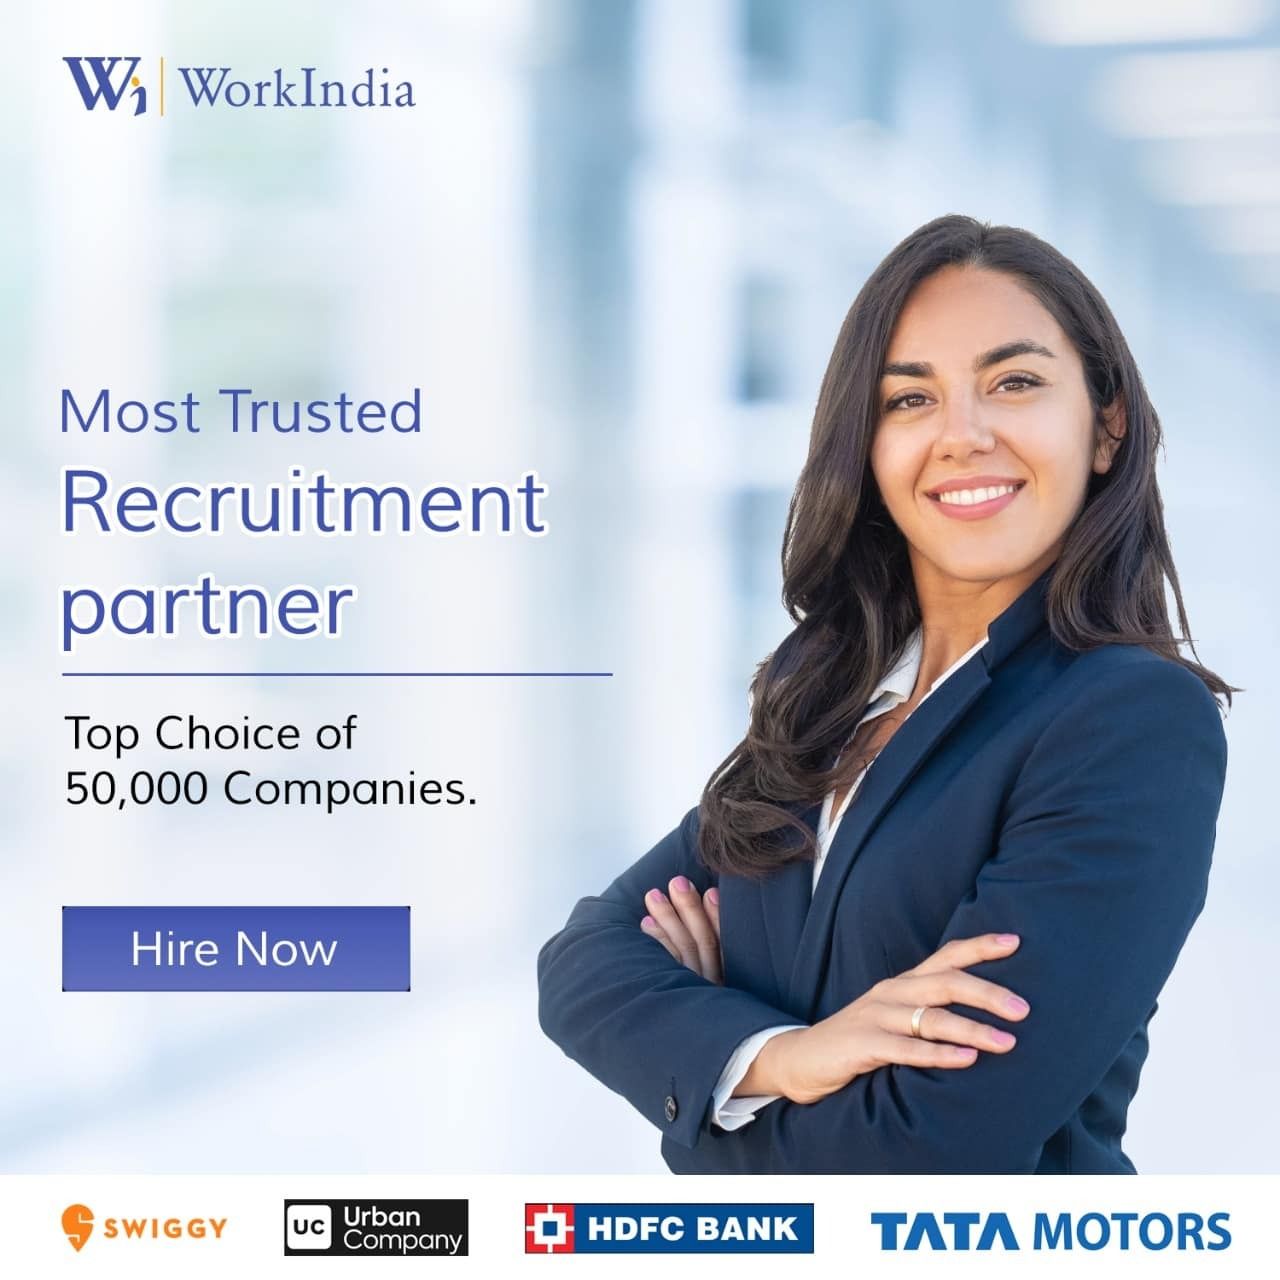 Wi WorkIndia
Most Trusted
Recruitment
partner
Top Choice of
50,000 Companies.
Hire Now
SWIGGY
UC Urban
Company
HDFC BANK
TATA MOTORS